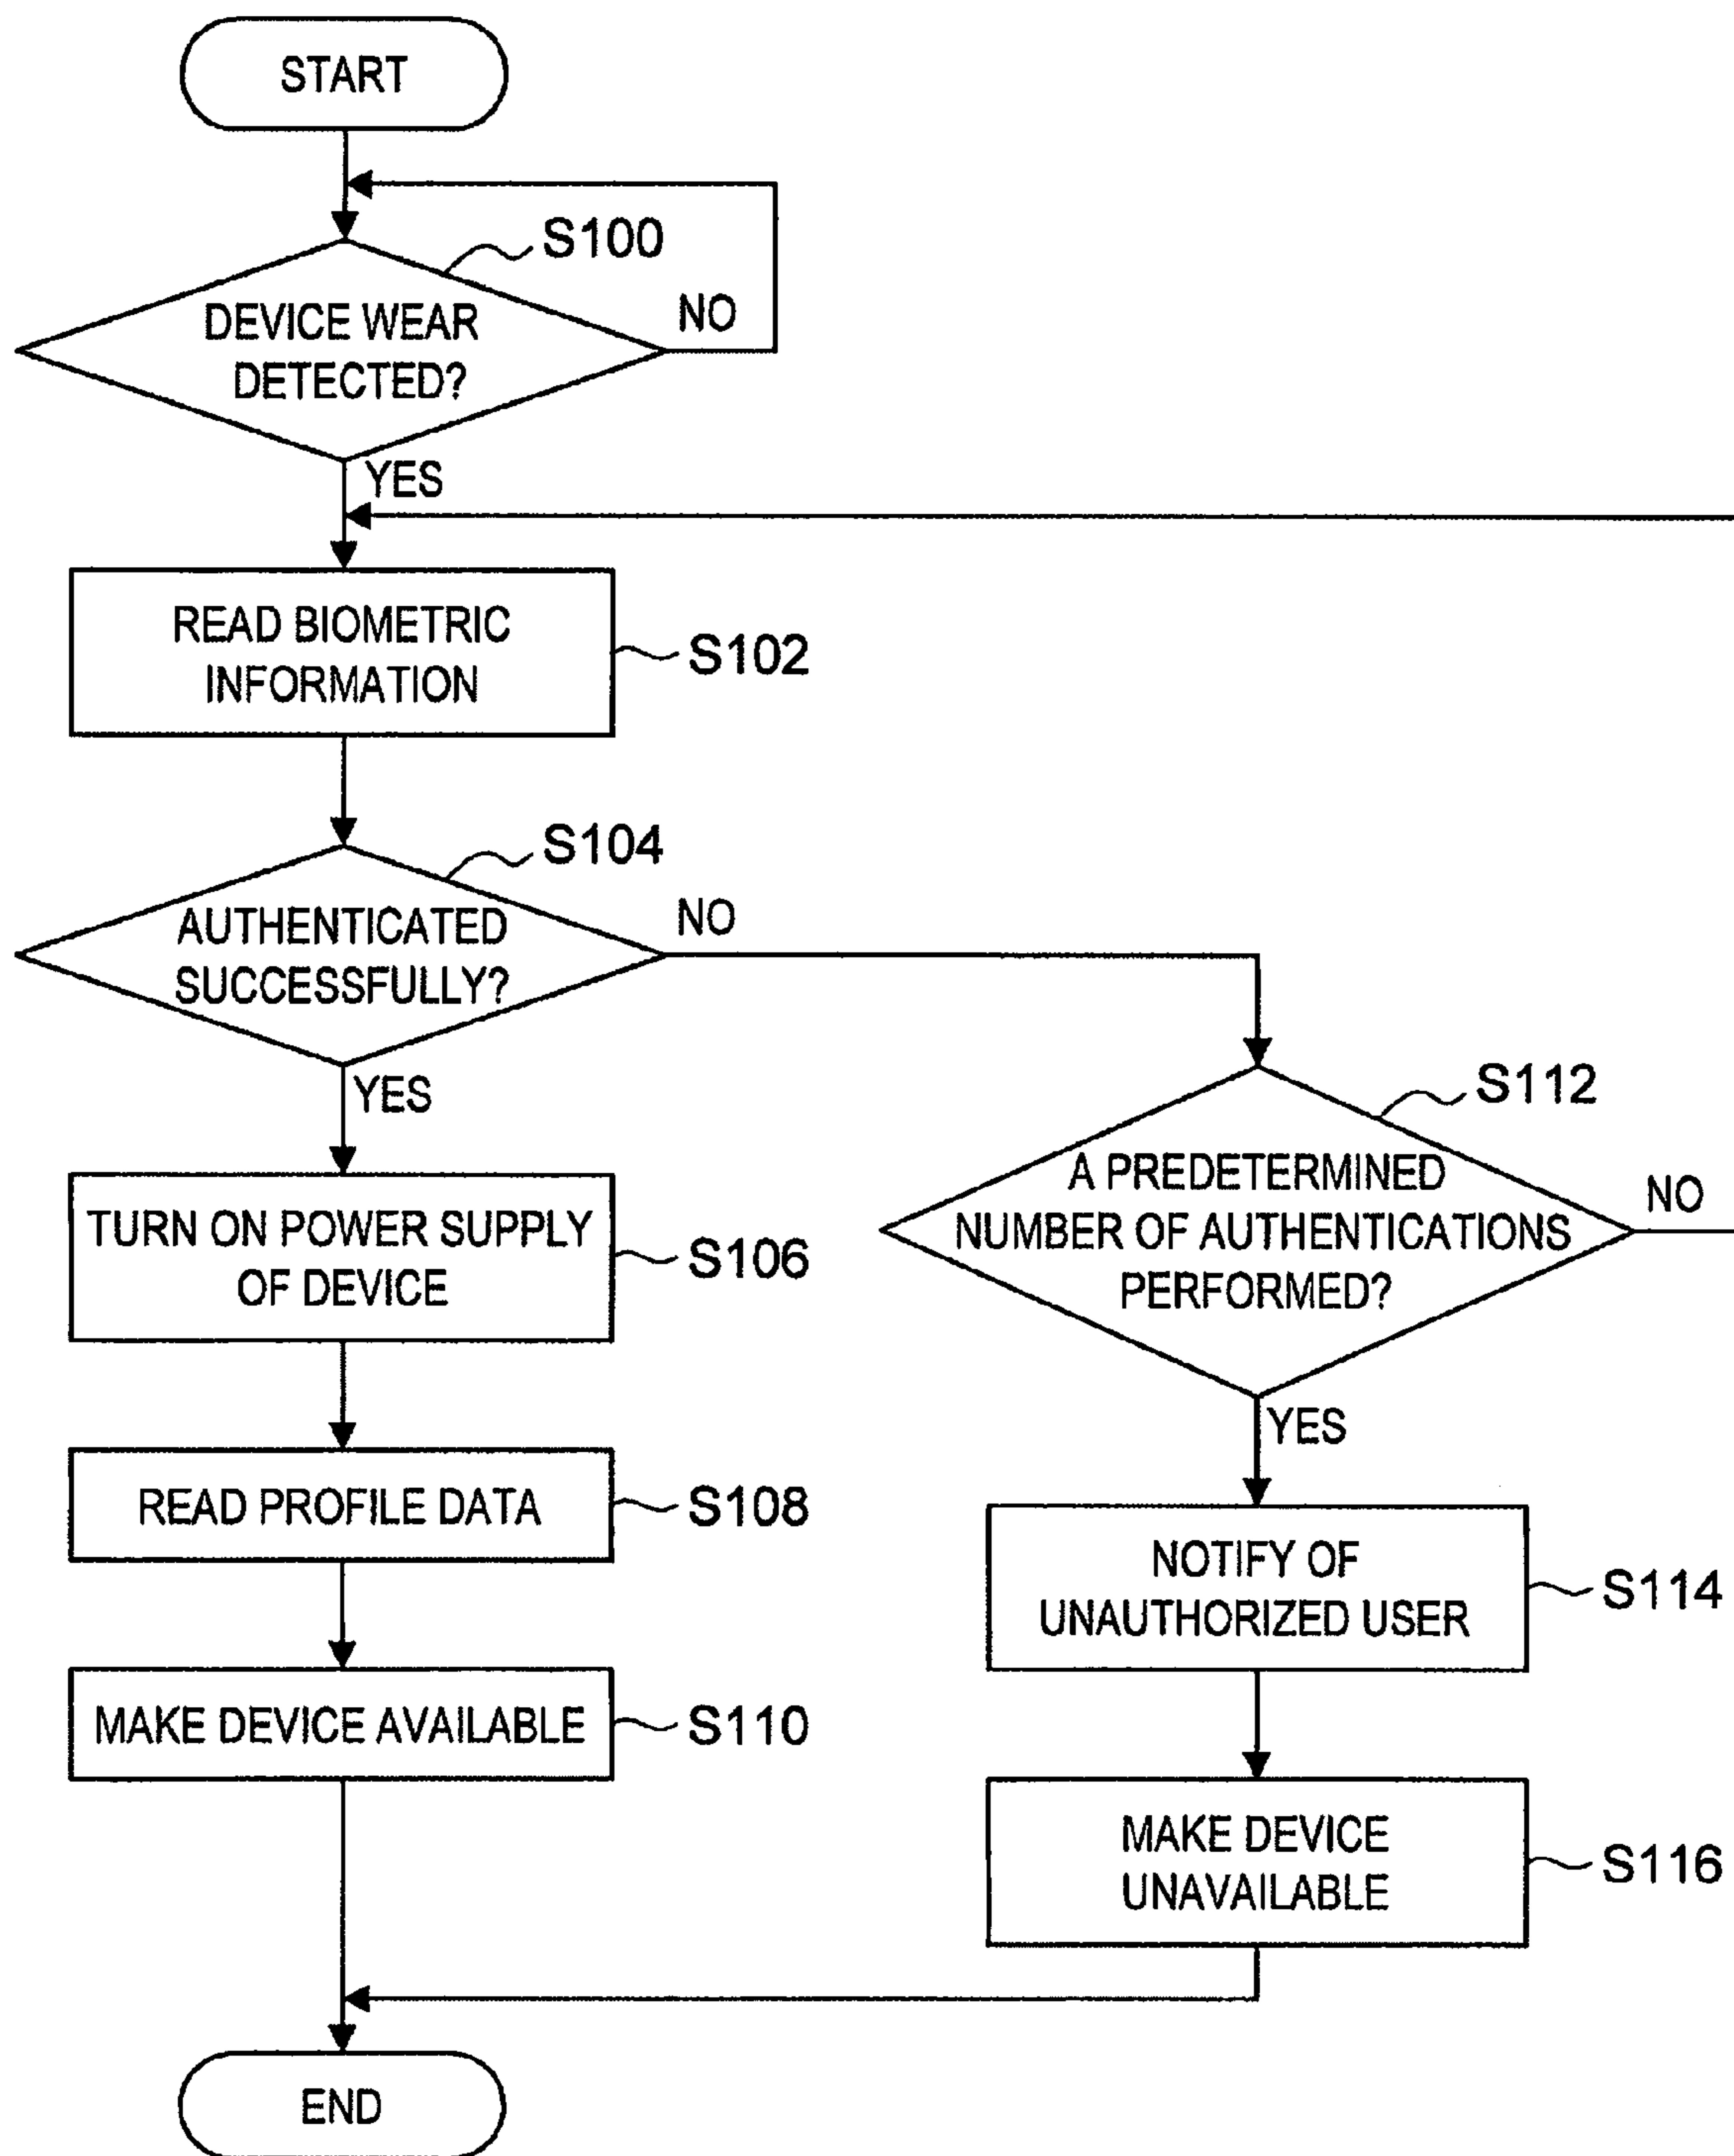 START
S100
DEVICE WEAR
DETECTED?
NO
YES
READ BIOMETRIC
INFORMATION
S102
S104
AUTHENTICATED
SUCCESSFULLY?
NO
YES
S112
A PREDETERMINED
NUMBER OF AUTHENTICATIONS
PERFORMED?
NO
YES
TURN ON POWER SUPPLY
OF DEVICE
S106
READ PROFILE DATA
S108
NOTIFY OF
UNAUTHORIZED USER
S114
MAKE DEVICE AVAILABLE
S110
MAKE DEVICE
UNAVAILABLE
S116
END